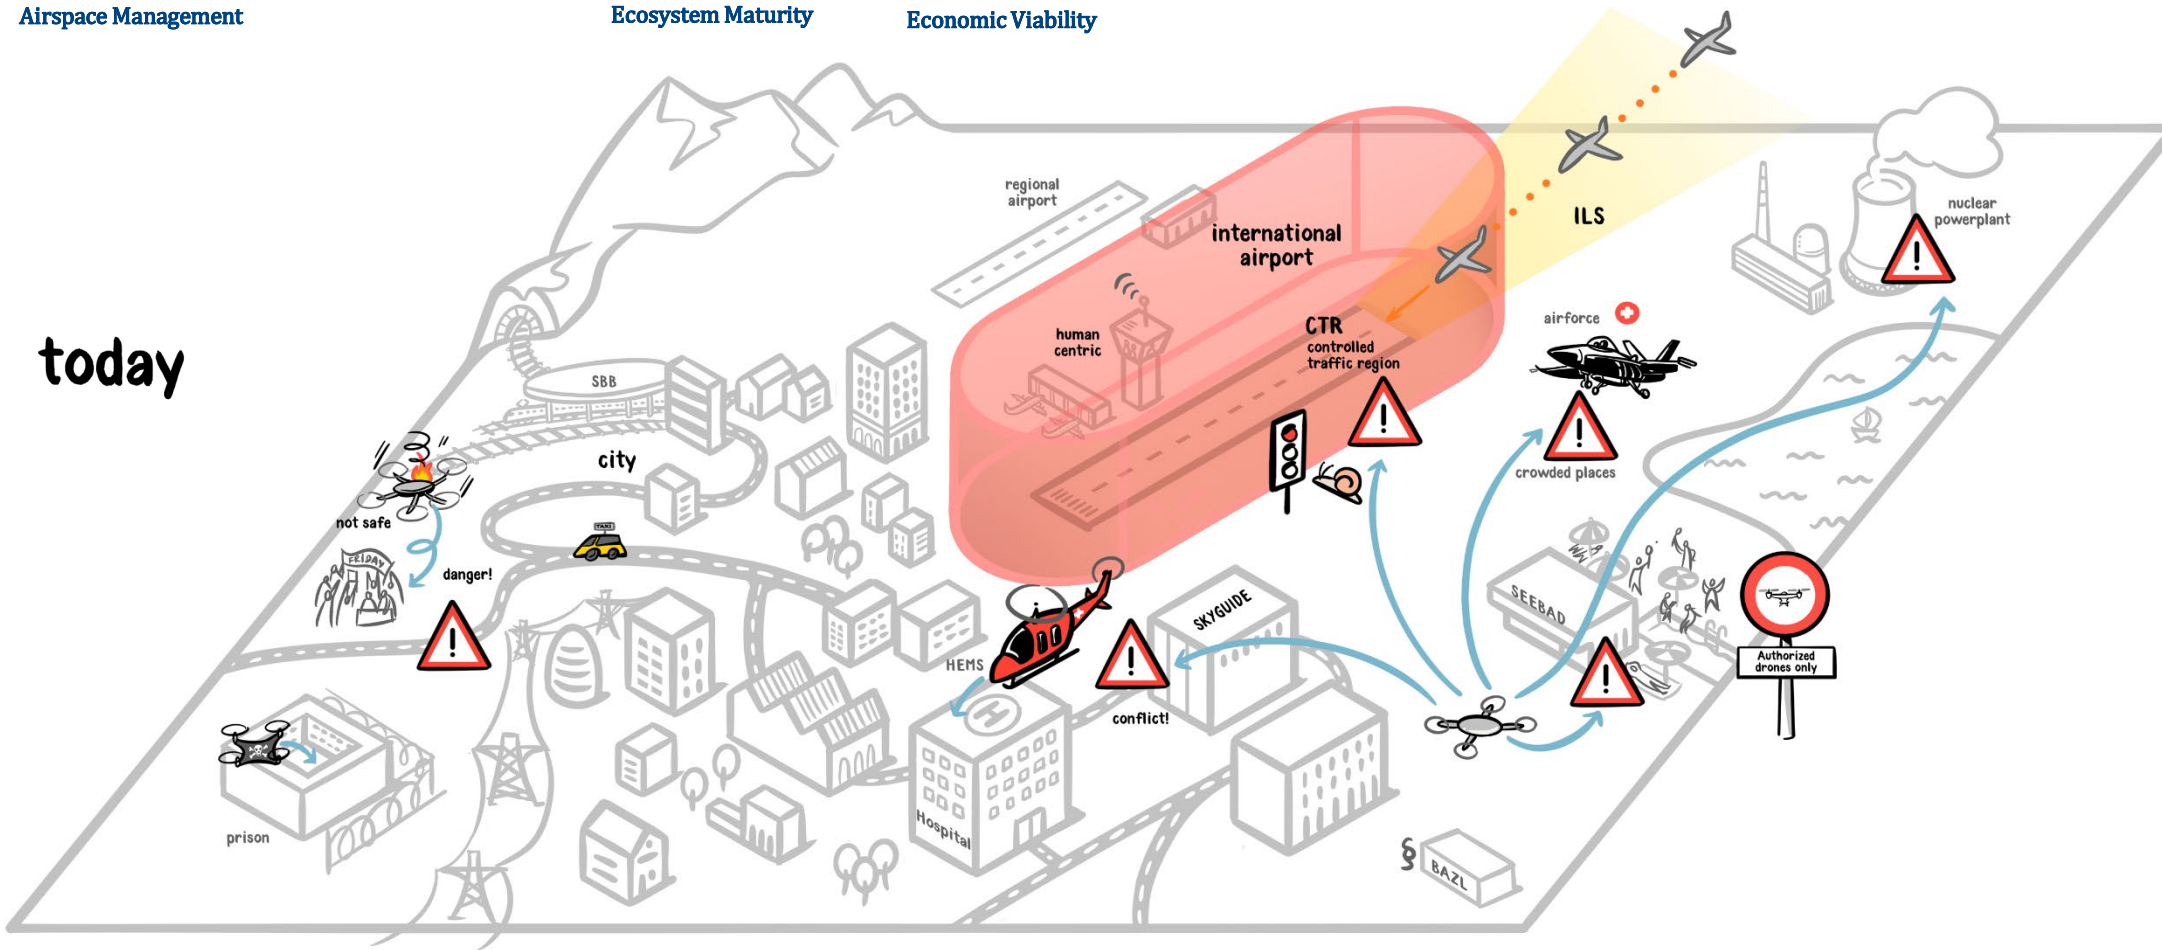 Airspace Management
Ecosystem Maturity
Economic Viability
today
regional
airport
international
airport
ILS
nuclear
powerplant
human
centric
CTR
controlled
traffic region
airforce
SBB
city
crowded places
not safe
FRIDAY
TAXI
danger!
SKYGUIDE
SEEBAD
HEMS
Authorized
drones only
conflict!
H
prison
Hospital
§
BAZL